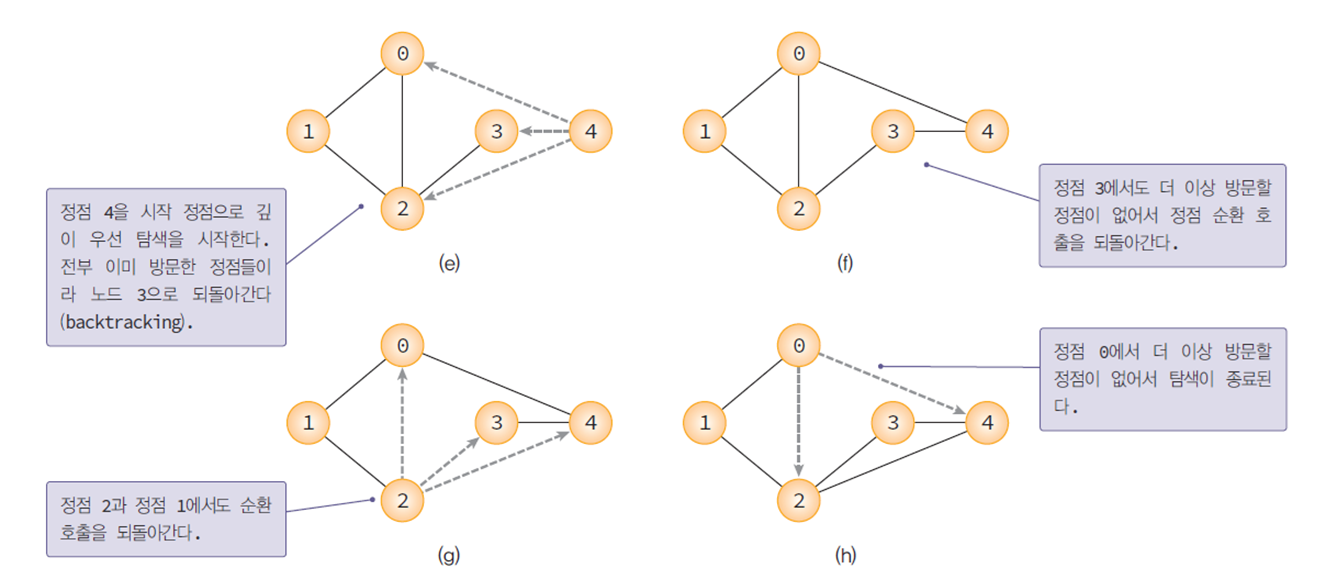 0
1
3
4
2
정점 4을 시작 정점으로 깊
이 우선 탐색을 시작한다.
전부 이미 방문한 정점들이
라 노드 3으로 되돌아간다
(backtracking).
(e)
0
1
3
4
2
정점 3에서도 더 이상 방문할
정점이 없어서 정점 순환 호
출을 되돌아간다.
(f)
0
1
3
4
2
정점 2과 정점 1에서도 순환
호출을 되돌아간다.
(g)
0
1
3
4
2
정점 0에서 더 이상 방문할
정점이 없어서 탐색이 종료된
다.
(h)